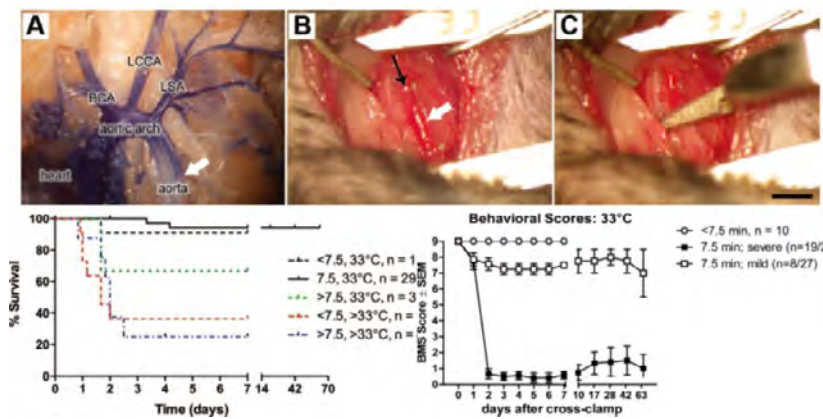 A
B
C
LCCA
LSA
BCA
aortic arch
heart
aorta
% Survival
100
80
60
40
20
0
<7.5, 33°C, n = 1
7.5, 33°C, n = 29
>7.5, 33°C, n = 3
<7.5, >33°C, n =
>7.5, >33°C, n =
0 1 2 3 4 5 6 7 14 42 70
Time (days)
Behavioral Scores: 33°C
BMS Score ± SEM
9
8
7
6
5
4
3
2
1
0
0 1 2 3 4 5 6 7 10 17 28 42 63
days after cross-clamp
<7.5 min, n = 10
7.5 min; severe (n=19/2
7.5 min; mild (n=8/27)